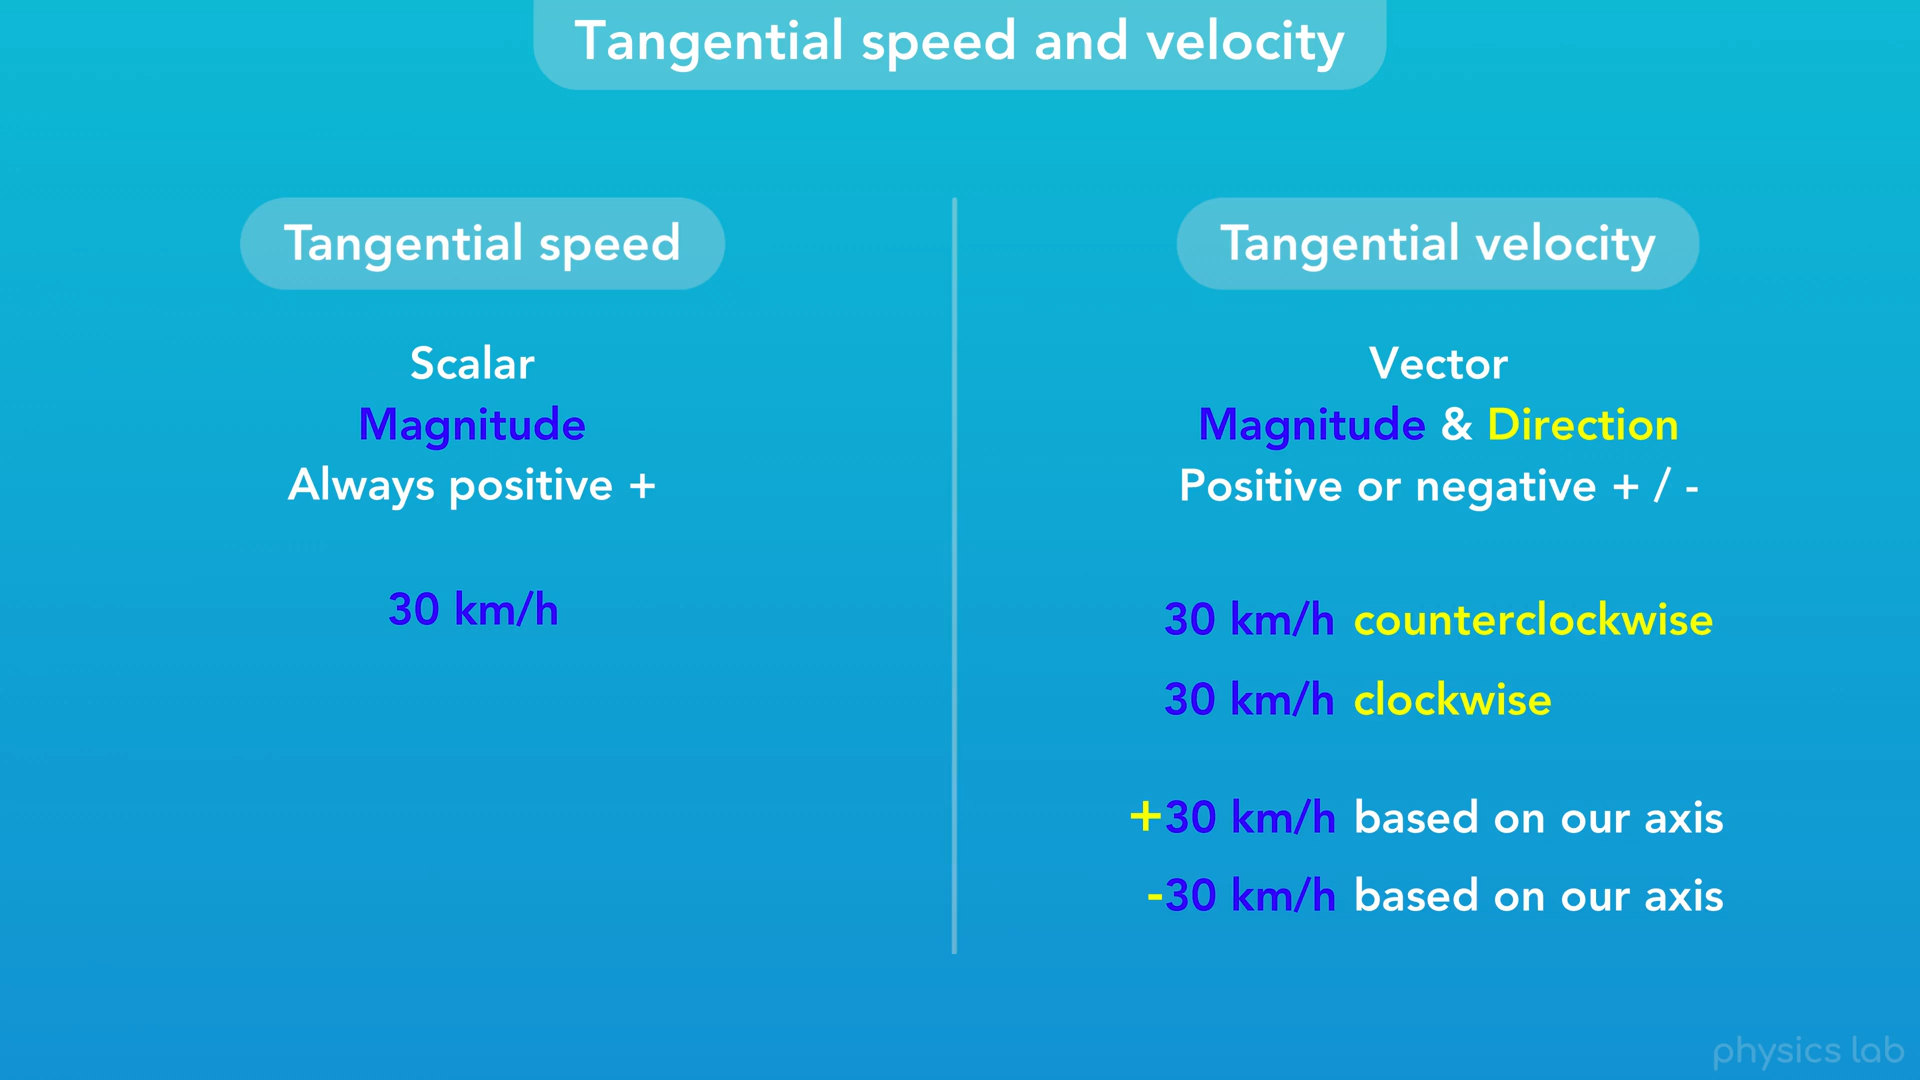 Tangential speed and velocity
Tangential speed
Scalar
Magnitude
Always positive +
30 km/h
Tangential velocity
Vector
Magnitude & Direction
Positive or negative + / -
30 km/h counterclockwise
30 km/h clockwise
+30 km/h based on our axis
-30 km/h based on our axis
physics lab